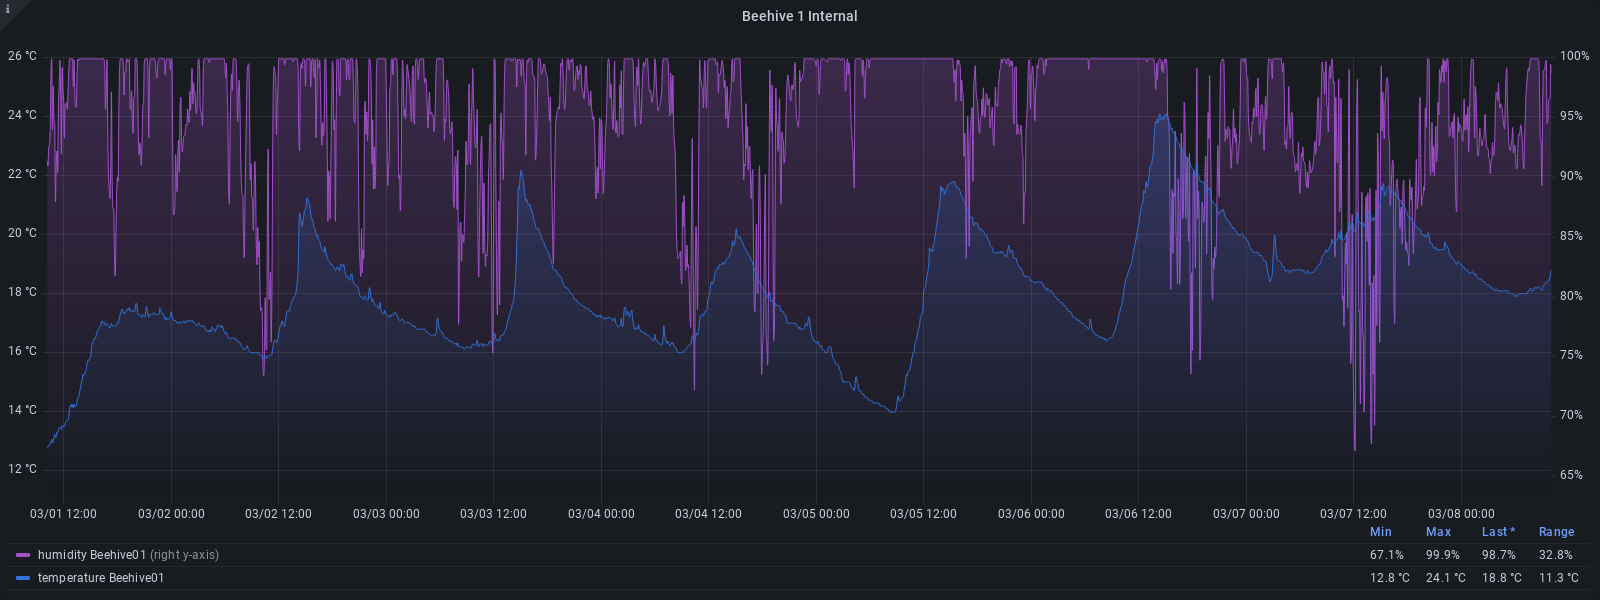 i
Beehive 1 Internal
26 °C 100%
24 °C 95%
22 °C 90%
20 °C 85%
18 °C 80%
16 °C 75%
14 °C 70%
12 °C 65%
03/01 12:00 03/02 00:00 03/02 12:00 03/03 00:00 03/03 12:00 03/04 00:00 03/04 12:00 03/05 00:00 03/05 12:00 03/06 00:00 03/06 12:00 03/07 00:00 03/07 12:00 03/08 00:00
Min Max Last * Range
humidity Beehive01 (right y-axis) 67.1% 99.9% 98.7% 32.8%
temperature Beehive01 12.8 °C 24.1 °C 18.8 °C 11.3 °C